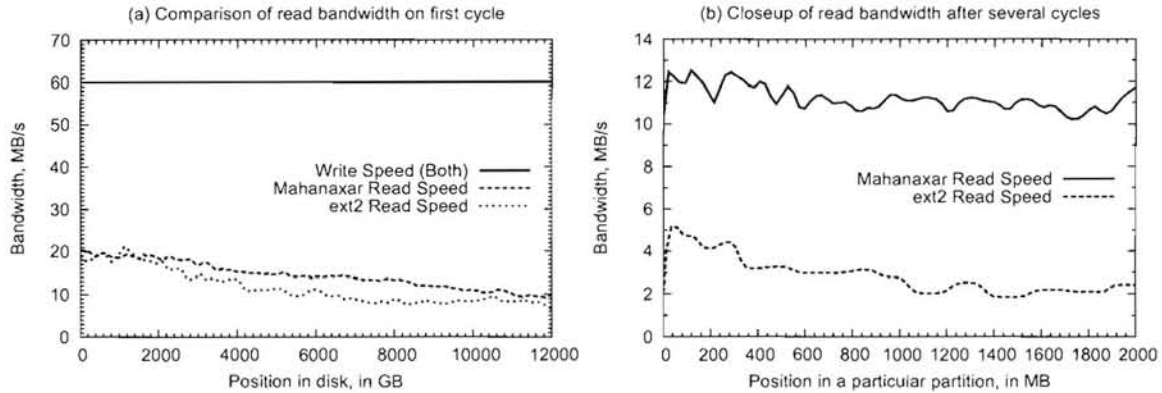 (a) Comparison of read bandwidth on first cycle
70
60
50
40
30
20
10
0
Bandwidth, MB/s
Write Speed (Both)
Mahanaxar Read Speed
ext2 Read Speed
0 2000 4000 6000 8000 10000 12000
Position in disk, in GB
(b) Closeup of read bandwidth after several cycles
14
12
10
8
6
4
2
0
Bandwidth, MB/s
Mahanaxar Read Speed
ext2 Read Speed
0 200 400 600 800 1000 1200 1400 1600 1800 2000
Position in a particular partition, in MB